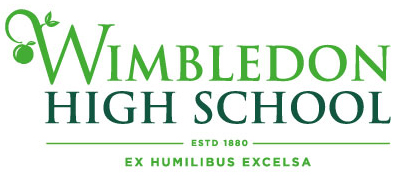 WIMBLEDON
HIGH SCHOOL
ESTD 1880
EX HUMILIBUS EXCELSA